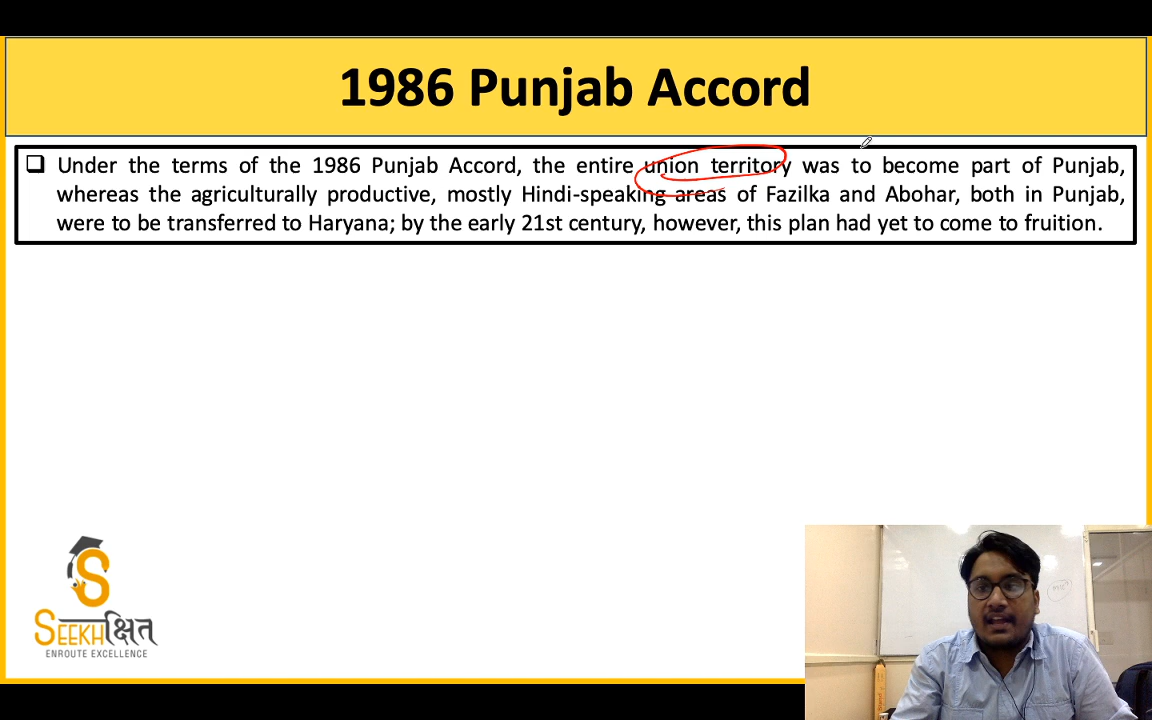 1986 Punjab Accord
❑ Under the terms of the 1986 Punjab Accord, the entire union territory was to become part of Punjab,
whereas the agriculturally productive, mostly Hindi-speaking areas of Fazilka and Abohar, both in Punjab,
were to be transferred to Haryana; by the early 21st century, however, this plan had yet to come to fruition.
SEEKHक्षित
ENROUTE EXCELLENCE